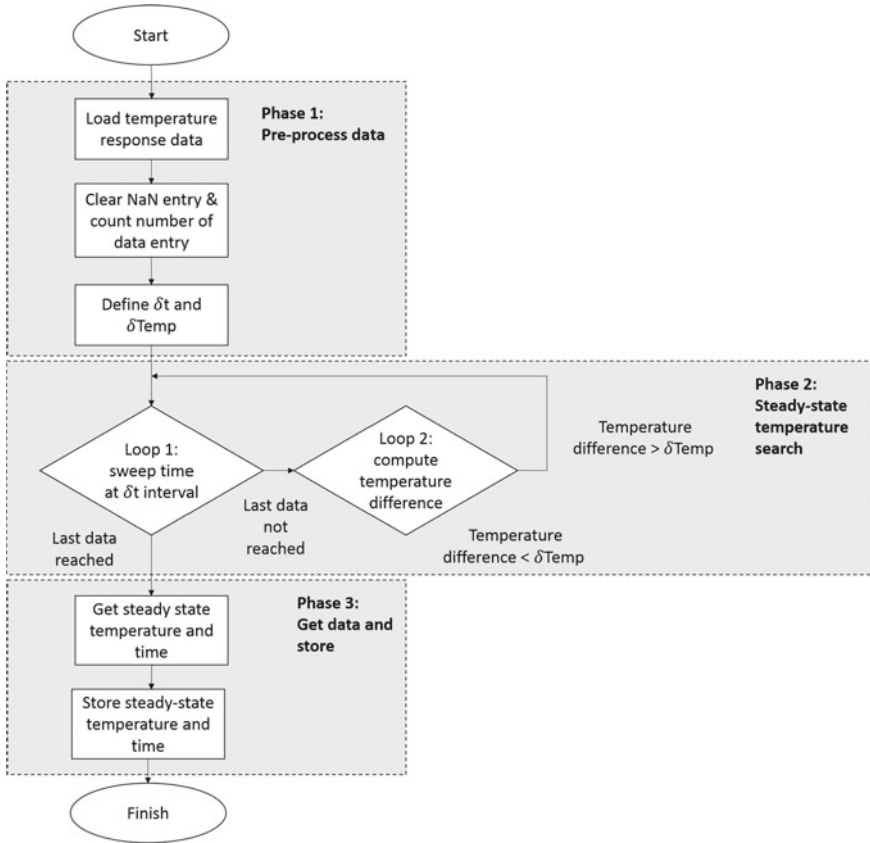 Start
Phase 1:
Pre-process data
Load temperature
response data
Clear NaN entry &
count number of
data entry
Define δt and
δTemp
Phase 2:
Steady-state
temperature
search
Loop 1:
sweep time
at δt interval
Loop 2:
compute
temperature
difference
Temperature
difference > δTemp
Last data
not
reached
Last data
reached
Temperature
difference < δTemp
Phase 3:
Get data and
store
Get steady state
temperature and
time
Store steady-state
temperature and
time
Finish